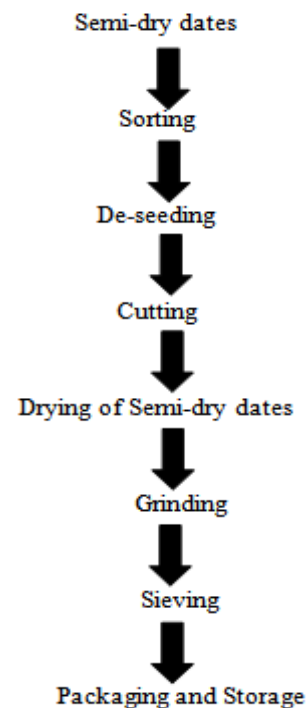 Semi-dry dates
Sorting
De-seeding
Cutting
Drying of Semi-dry dates
Grinding
Sieving
Packaging and Storage